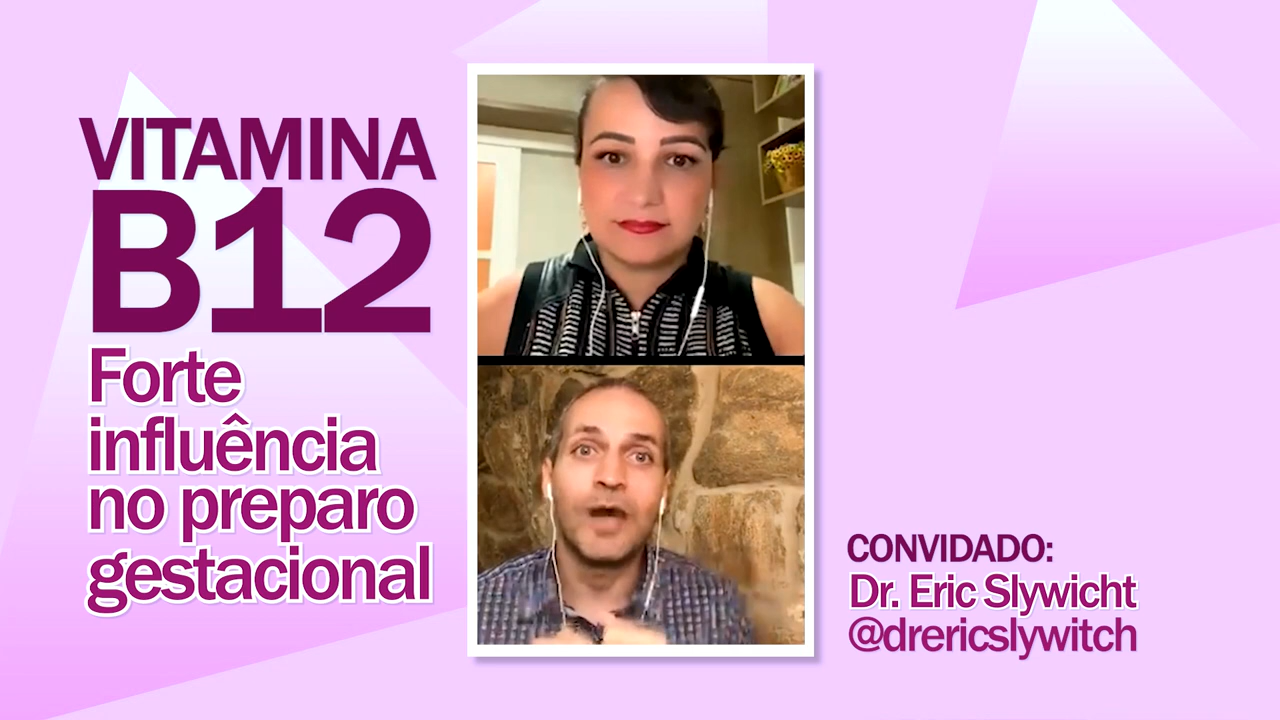 VITAMINA
B12
Forte
influência
no preparo
gestacional
CONVIDADO:
Dr. Eric Slywicht
@drericslywitch